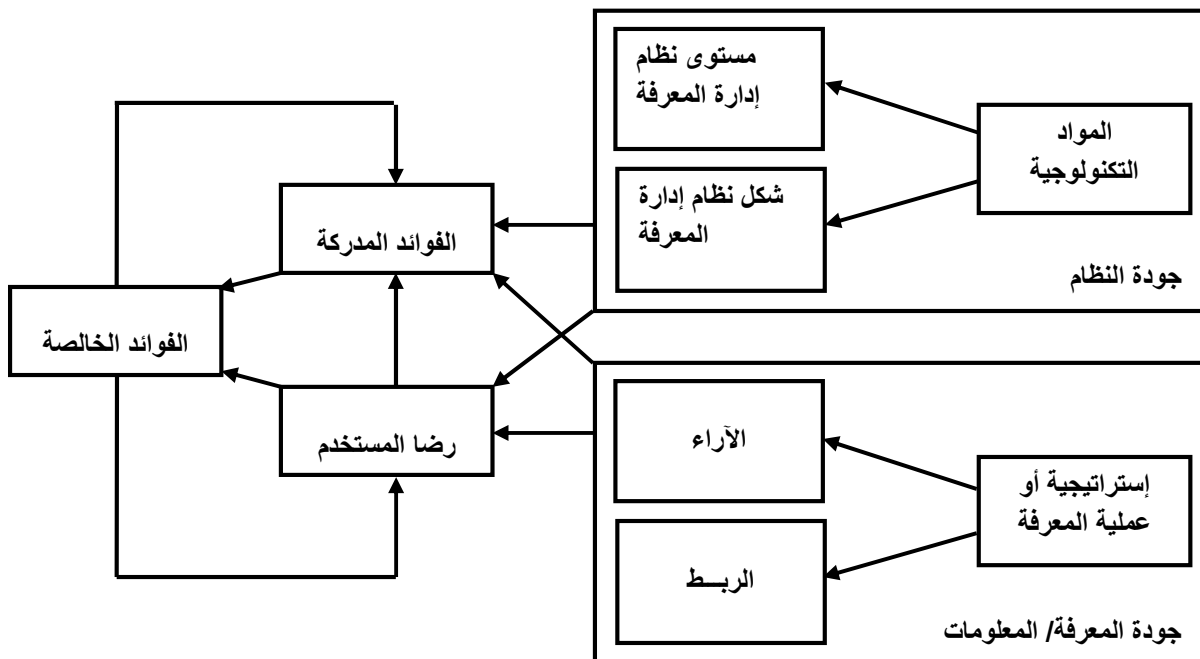 مستوى نظام
إدارة المعرفة
المواد
التكنولوجية
شكل نظام إدارة
المعرفة
جودة النظام
الفوائد المدركة
الفوائد الخالصة
رضا المستخدم
الآراء
إستراتيجية أو
عملية المعرفة
الربـــط
جودة المعرفة/ المعلومات